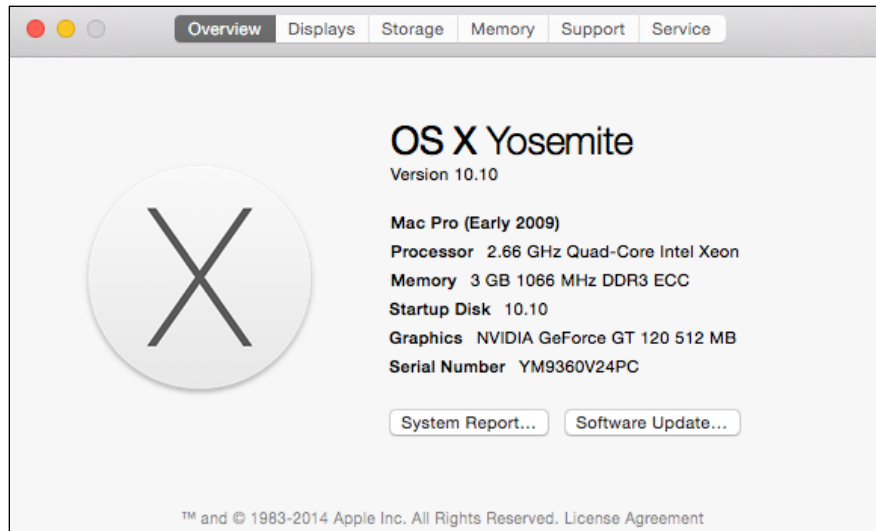 Overview Displays Storage Memory Support Service
OS X Yosemite
Version 10.10
Mac Pro (Early 2009)
Processor 2.66 GHz Quad-Core Intel Xeon
Memory 3 GB 1066 MHz DDR3 ECC
Startup Disk 10.10
Graphics NVIDIA GeForce GT 120 512 MB
Serial Number YM9360V24PC
System Report... Software Update...
™ and © 1983-2014 Apple Inc. All Rights Reserved. License Agreement